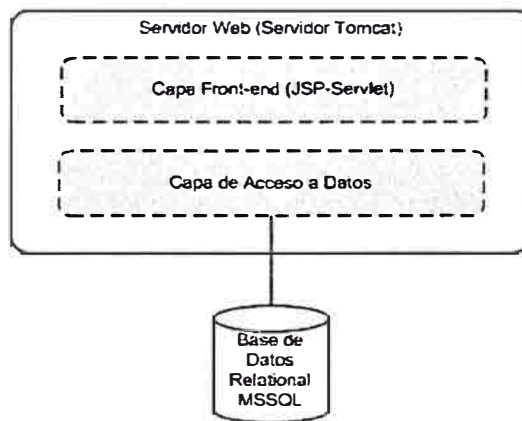 Servidor Web (Servidor Tomcat)
Capa Front-end (JSP-Servlet)
Capa de Acceso a Datos
Base de
Datos
Relational
MSSQL